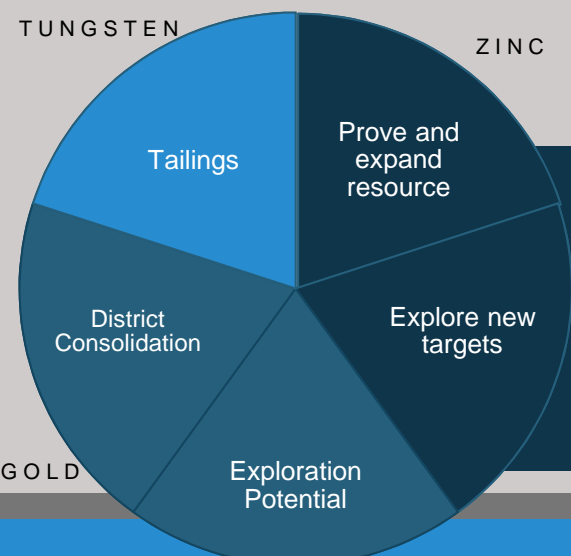 TUNGSTEN
ZINC
Tailings
Prove and
expand
resource
District
Consolidation
Explore new
targets
GOLD
Exploration
Potential